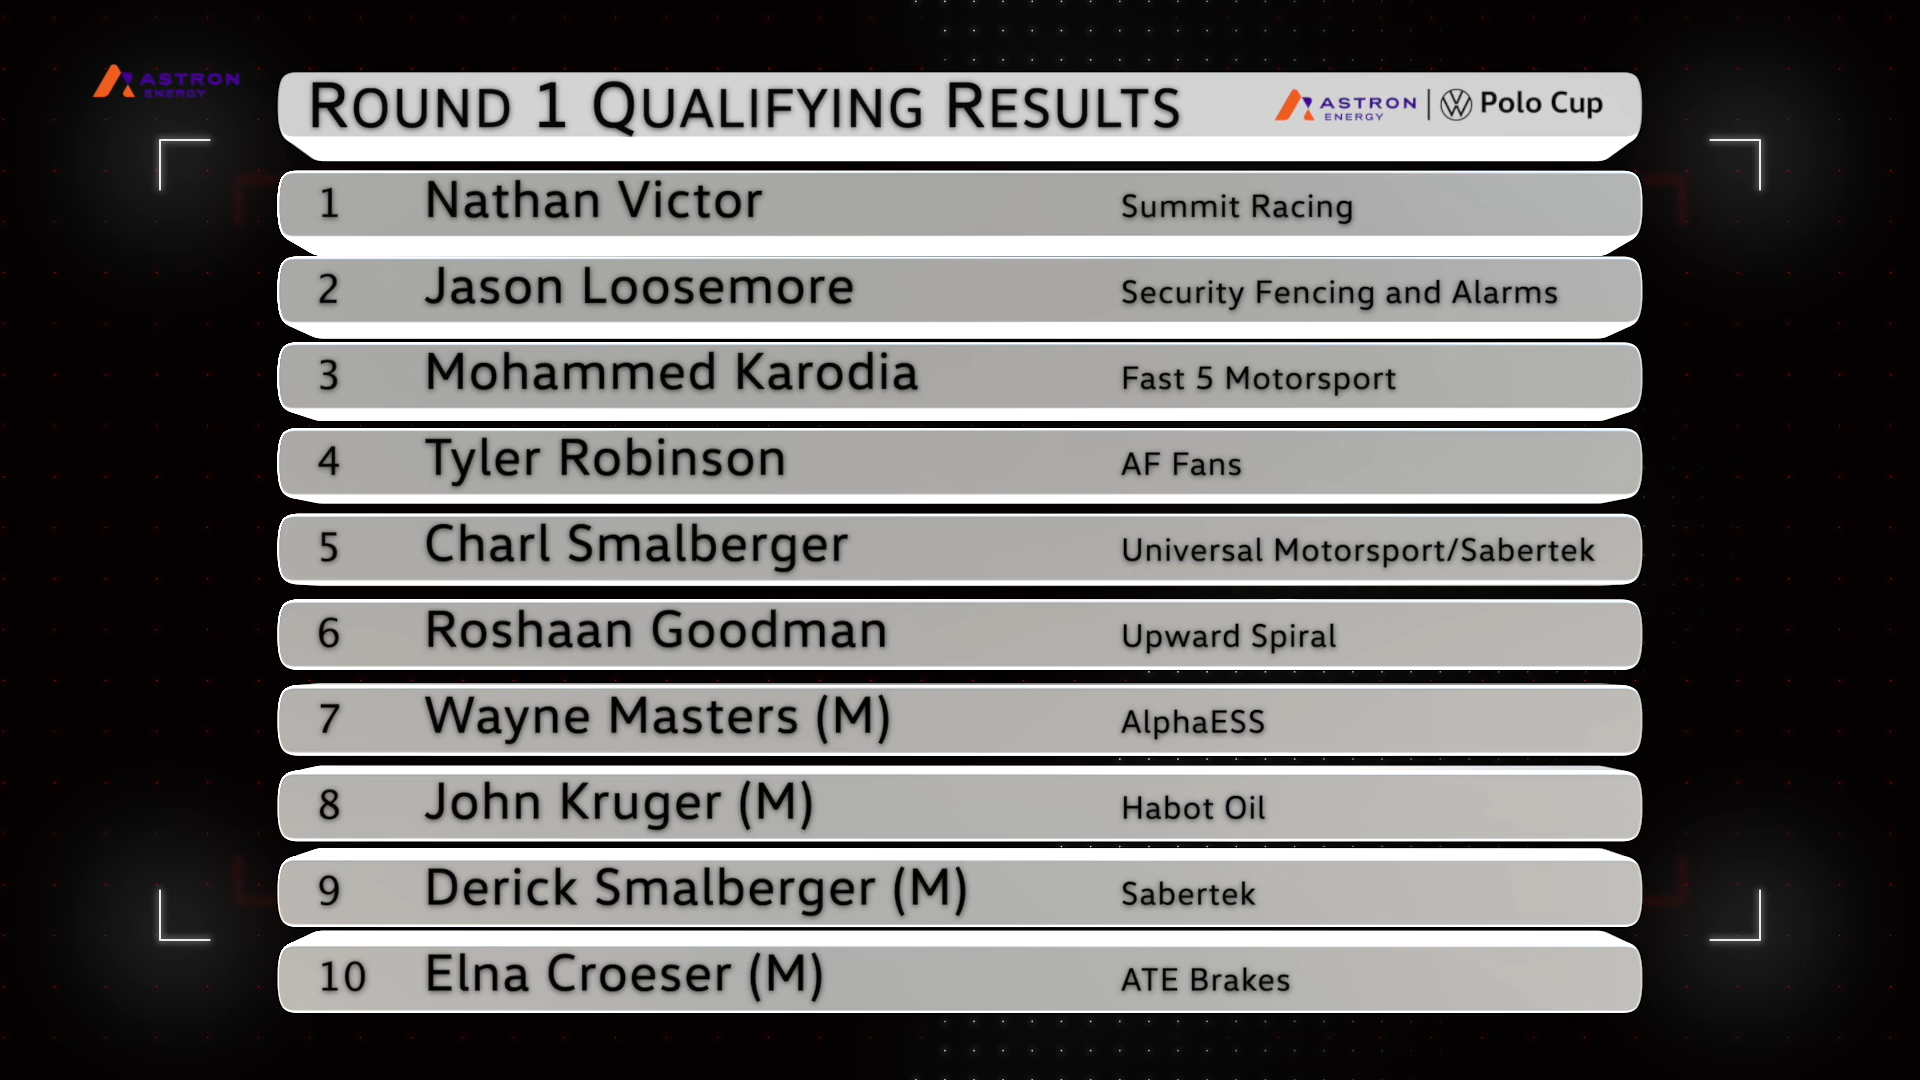 ASTRON
ENERGY
ROUND 1 QUALIFYING RESULTS
ASTRON
ENERGY
Polo Cup
1 Nathan Victor Summit Racing
2 Jason Loosemore Security Fencing and Alarms
3 Mohammed Karodia Fast 5 Motorsport
4 Tyler Robinson AF Fans
5 Charl Smalberger Universal Motorsport/Sabertek
6 Roshaan Goodman Upward Spiral
7 Wayne Masters (M) AlphaESS
8 John Kruger (M) Habot Oil
9 Derick Smalberger (M) Sabertek
10 Elna Croeser (M) ATE Brakes